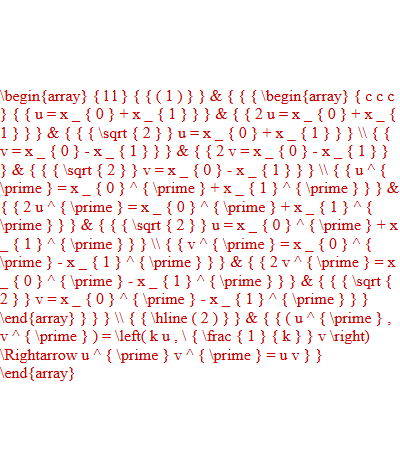 \begin{array} { 1 1 } { { ( 1 ) } } & { { { \begin{array} { c c c
} { { u = x _ { 0 } + x _ { 1 } } } & { { 2 u = x _ { 0 } + x _ {
1 } } } & { { { \sqrt { 2 } } u = x _ { 0 } + x _ { 1 } } } \\ { {
v = x _ { 0 } - x _ { 1 } } } & { { 2 v = x _ { 0 } - x _ { 1 } }
} & { { { \sqrt { 2 } } v = x _ { 0 } - x _ { 1 } } } \\ { { u ^ {
\prime } = x _ { 0 } ^ { \prime } + x _ { 1 } ^ { \prime } } } &
{ { 2 u ^ { \prime } = x _ { 0 } ^ { \prime } + x _ { 1 } ^ {
\prime } } } & { { { \sqrt { 2 } } u = x _ { 0 } ^ { \prime } + x
_ { 1 } ^ { \prime } } } \\ { { v ^ { \prime } = x _ { 0 } ^ {
\prime } - x _ { 1 } ^ { \prime } } } & { { 2 v ^ { \prime } = x
_ { 0 } ^ { \prime } - x _ { 1 } ^ { \prime } } } & { { { \sqrt {
2 } } v = x _ { 0 } ^ { \prime } - x _ { 1 } ^ { \prime } } }
\end{array} } } } \\ { { \hline ( 2 ) } } & { { ( u ^ { \prime } ,
v ^ { \prime } ) = \left( k u , \ { \frac { 1 } { k } } v \right)
\Rightarrow u ^ { \prime } v ^ { \prime } = u v } }
\end{array}